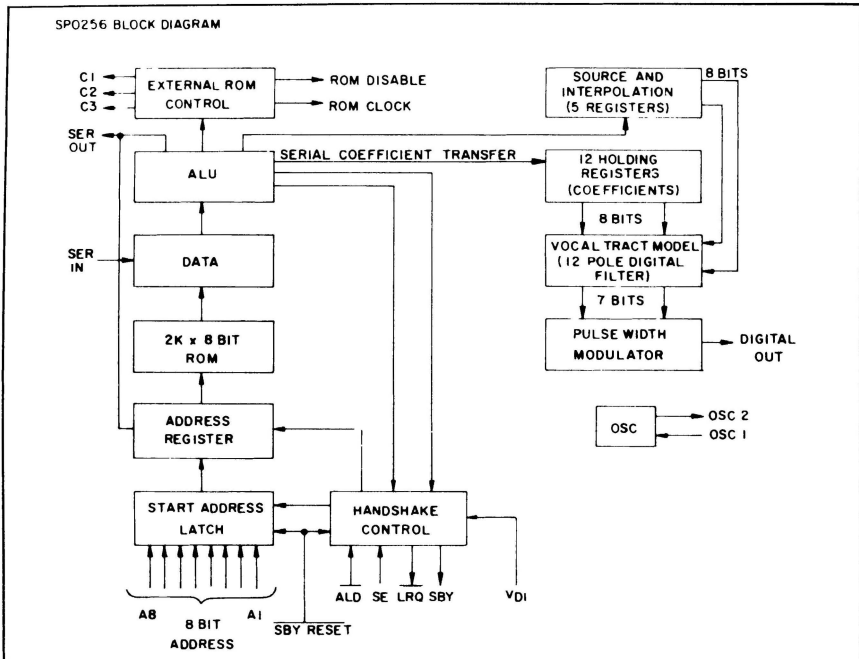 SPO256 BLOCK DIAGRAM
C1
C2
C3
EXTERNAL ROM
CONTROL
ROM DISABLE
ROM CLOCK
SOURCE AND
INTERPOLATION
(5 REGISTERS)
8 BITS
SER
OUT
ALU
SERIAL COEFFICIENT TRANSFER
12 HOLDING
REGISTERS
(COEFFICIENTS)
8 BITS
SER
IN
DATA
VOCAL TRACT MODEL
(12 POLE DIGITAL
FILTER)
7 BITS
2K x 8 BIT
ROM
PULSE WIDTH
MODULATOR
DIGITAL
OUT
ADDRESS
REGISTER
OSC
OSC 2
OSC 1
START ADDRESS
LATCH
HANDSHAKE
CONTROL
A8
A1
8 BIT
ADDRESS
SBY RESET
ALD
SE
LRQ
SBY
VD1